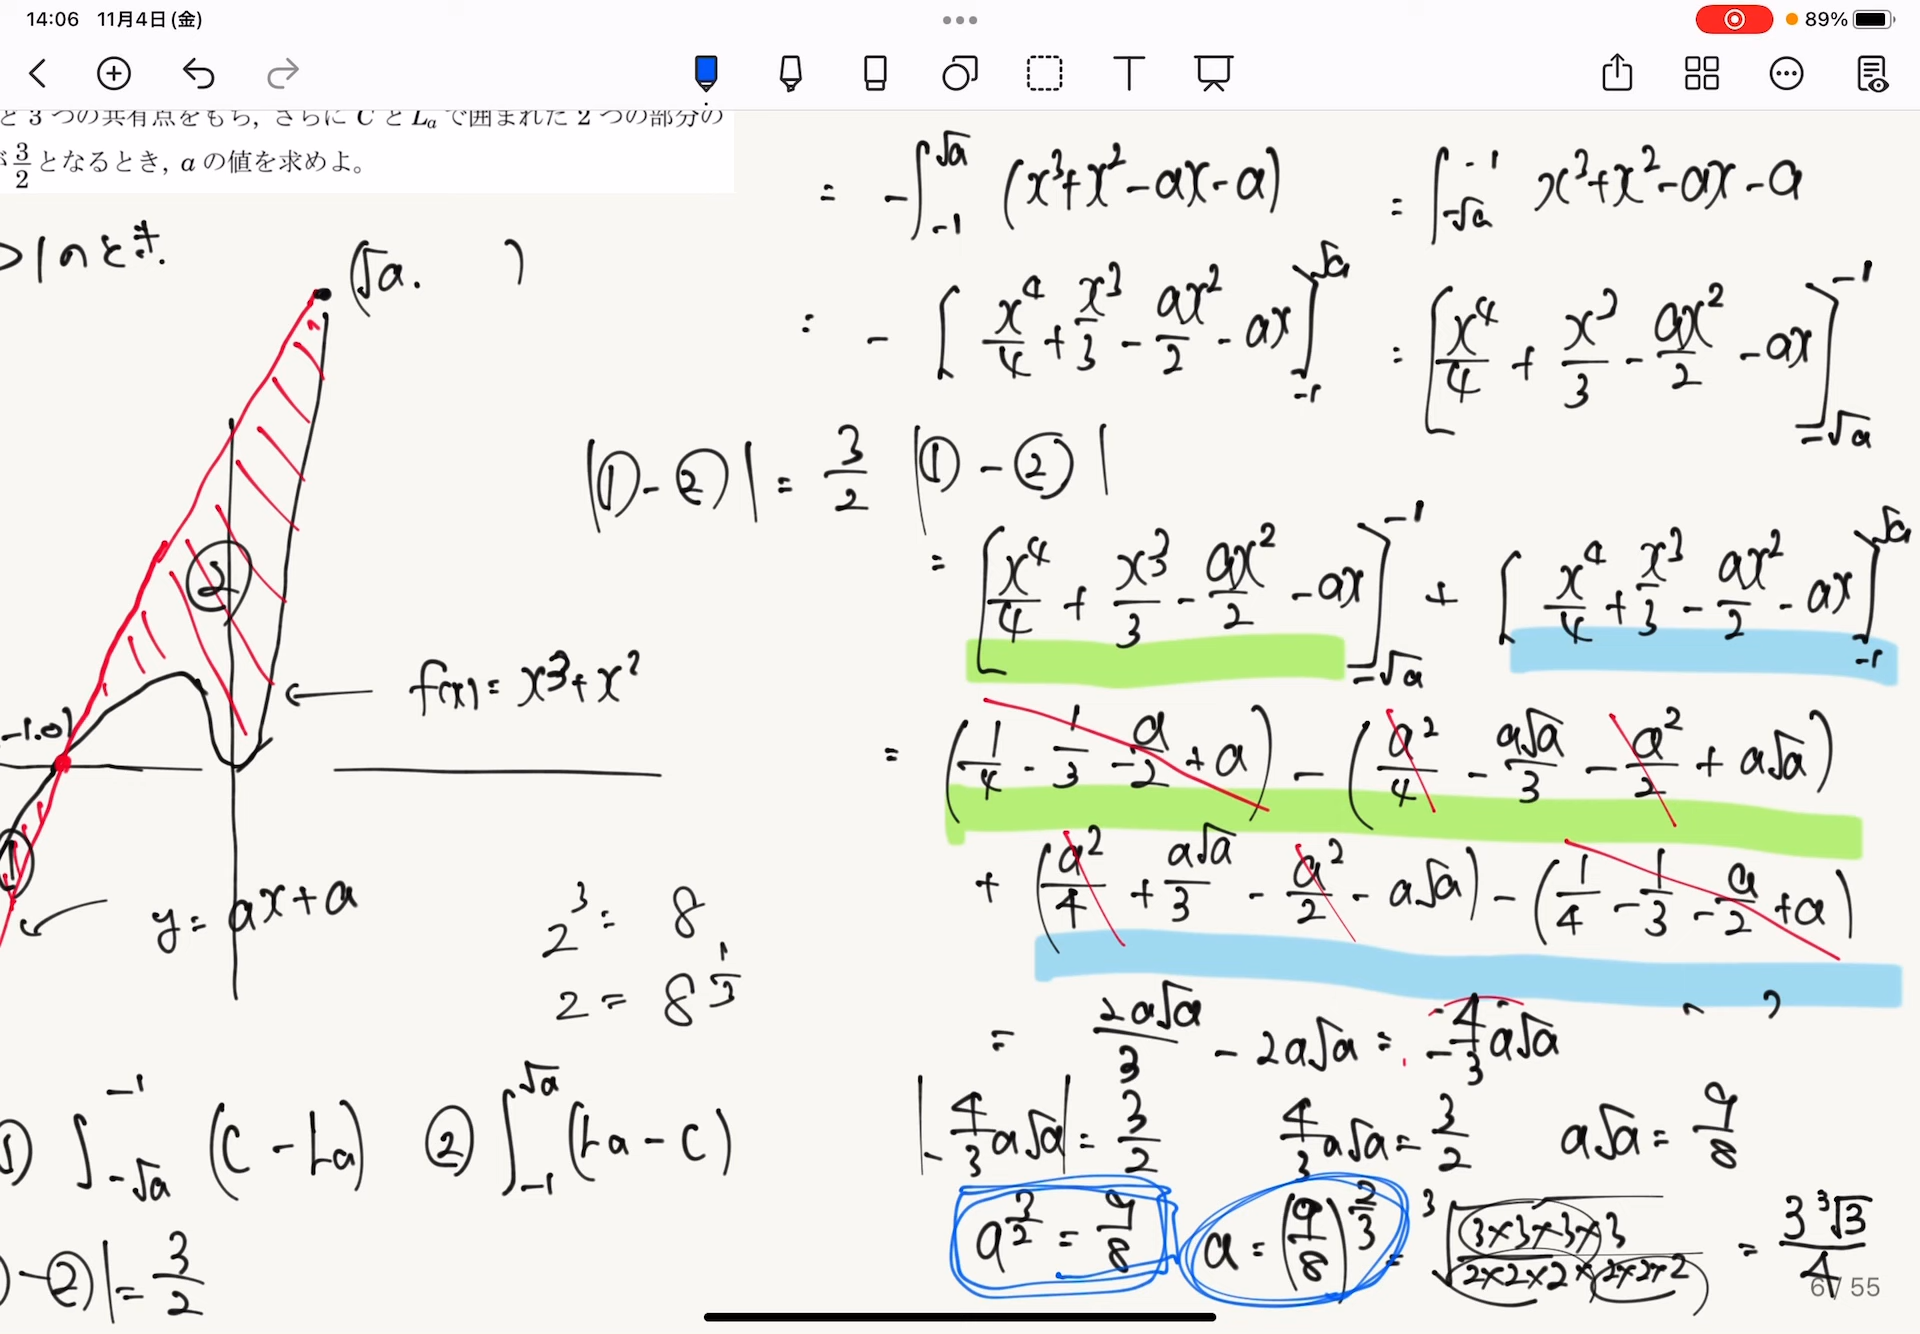 14:06 11月4日(金)
89%
と 3 つの共有点をもち, さらに C と Lₐ で囲まれた 2 つの部分の
が 3/2 となるとき, a の値を求めよ。
>1のとき.
(√a. )
(-1.0)
②
①
f(x) = x³+x²
y = ax+a
2³ = 8
2 = 8^(1/3)
① ∫_{-√a}^{-1} (C - La) ② ∫_{-1}^{√a} (La - C)
-②| = 3/2
= -∫_{-1}^{√a} (x³+x²-ax-a)
= -[x⁴/4 + x³/3 - ax²/2 - ax]_{-1}^{√a}
= ∫_{-√a}^{-1} x³+x²-ax-a
= [x⁴/4 + x³/3 - ax²/2 - ax]_{-√a}^{-1}
|①-②| = 3/2 |①-②|
= [x⁴/4 + x³/3 - ax²/2 - ax]_{-√a}^{-1} + [x⁴/4 + x³/3 - ax²/2 - ax]_{-1}^{√a}
= (1/4 - 1/3 - a/2 + a) - (a²/4 - a√a/3 - a²/2 + a√a)
+ (a²/4 + a√a/3 - a²/2 - a√a) - (1/4 - 1/3 - a/2 + a)
= 2a√a/3 - 2a√a = -4/3 a√a
|-4/3 a√a| = 3/2 4/3 a√a = 3/2 a√a = 9/8
a^(3/2) = 9/8 a = (9/8)^(2/3) = ³√(3×3×3×3/2×2×2×2×2×2) = 3³√3/4
6 / 55